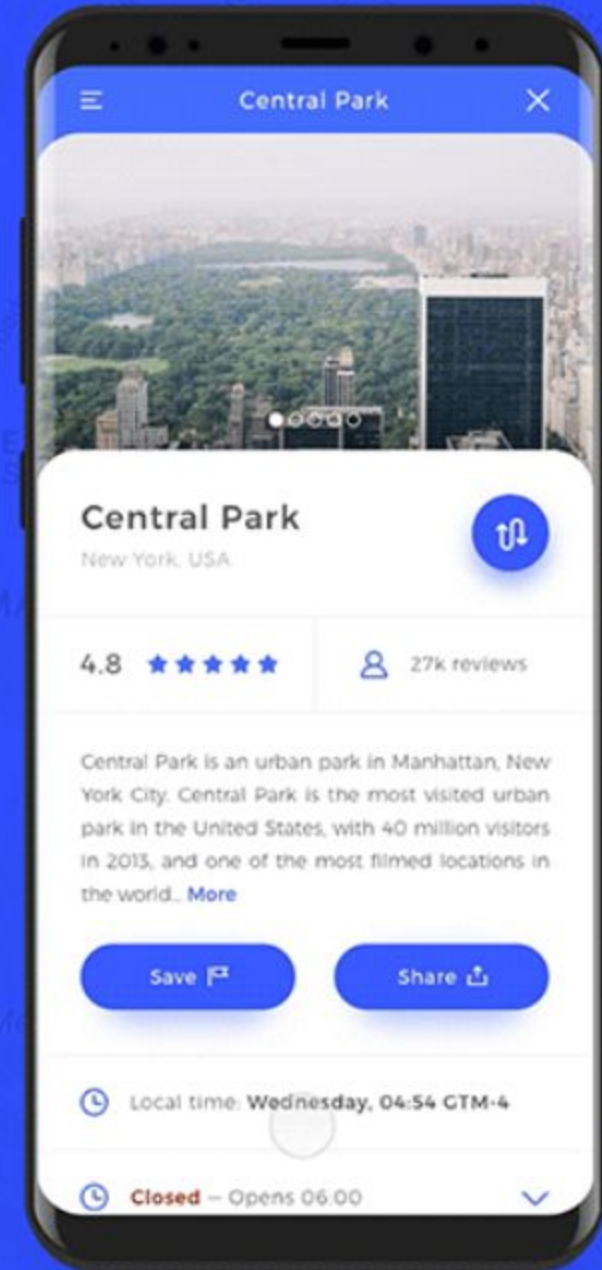 Central Park
Central Park
New York, USA
4.8
27k reviews
Central Park is an urban park in Manhattan, New
York City. Central Park is the most visited urban
park in the United States, with 40 million visitors
in 2013, and one of the most filmed locations in
the world... More
Save
Share
Local time: Wednesday, 04:54 GTM-4
Closed – Opens 06.00